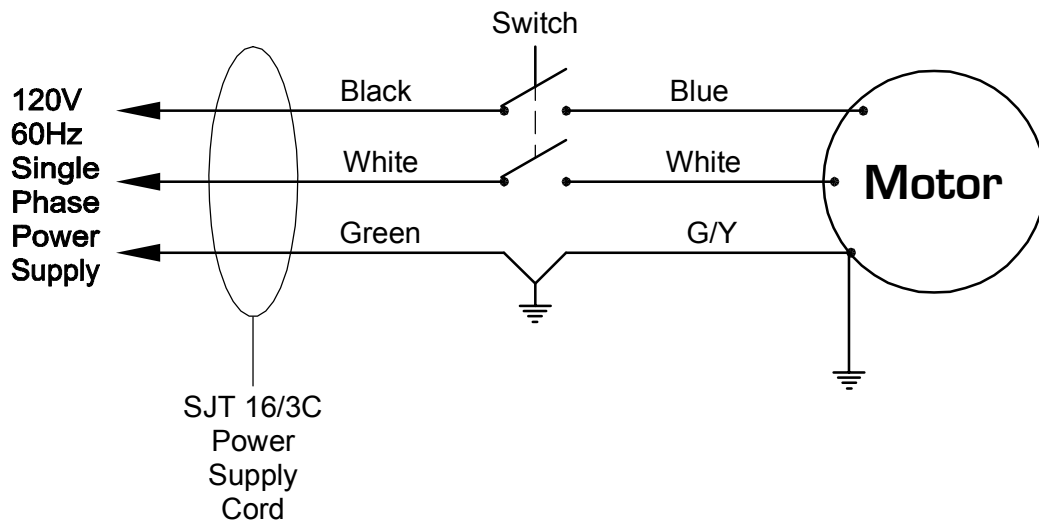 Switch
120V
60Hz
Single
Phase
Power
Supply
Black
Blue
White
White
Green
G/Y
Motor
SJT 16/3C
Power
Supply
Cord